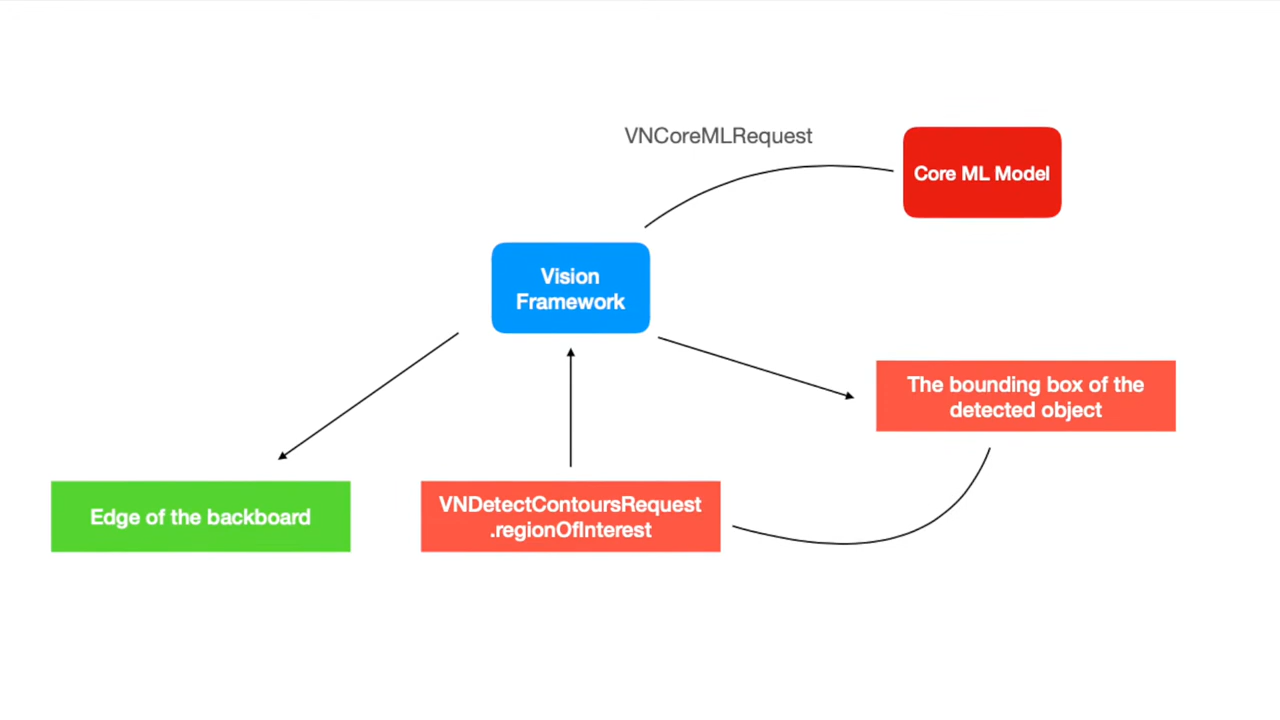 VNCoreMLRequest
Core ML Model
Vision
Framework
The bounding box of the
detected object
Edge of the backboard
VNDetectContoursRequest
.regionOfInterest